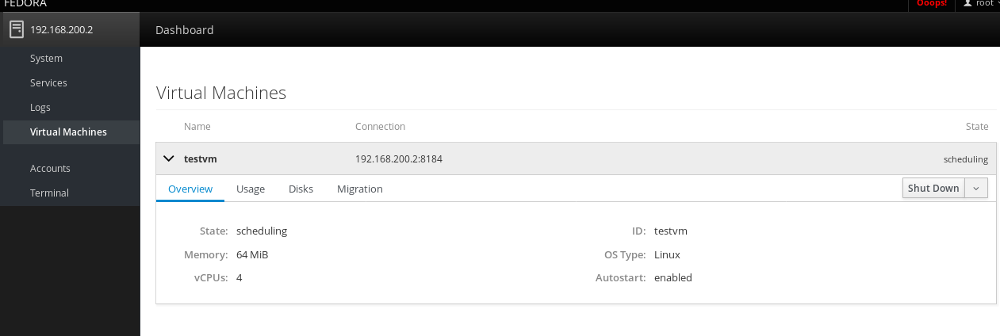 FEDORA
Ooops! root
192.168.200.2
Dashboard
System
Services
Logs
Virtual Machines
Accounts
Terminal
Virtual Machines
Name Connection State
testvm 192.168.200.2:8184 scheduling
Overview Usage Disks Migration Shut Down
State: scheduling ID: testvm
Memory: 64 MiB OS Type: Linux
vCPUs: 4 Autostart: enabled